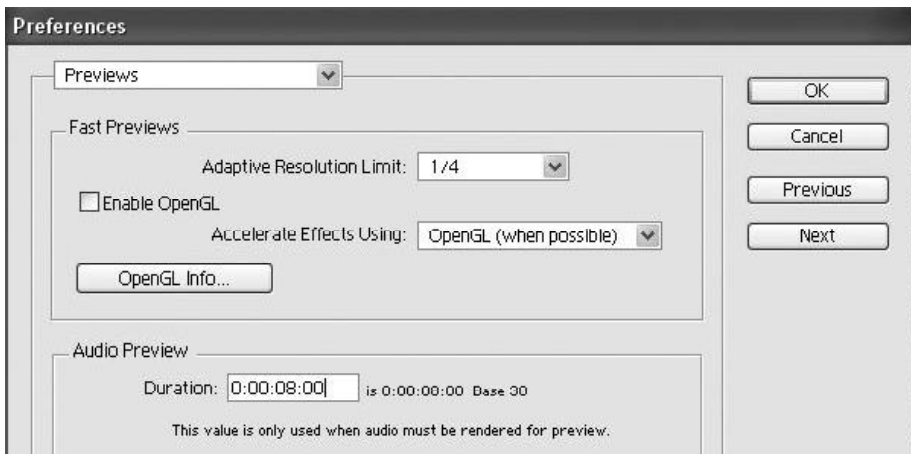 Preferences
Previews
OK
Fast Previews
Cancel
Adaptive Resolution Limit: 1/4
Previous
Enable OpenGL
Accelerate Effects Using: OpenGL (when possible)
Next
OpenGL Info...
Audio Preview
Duration: 0:00:08:00 is 0:00:08:00 Base 30
This value is only used when audio must be rendered for preview.